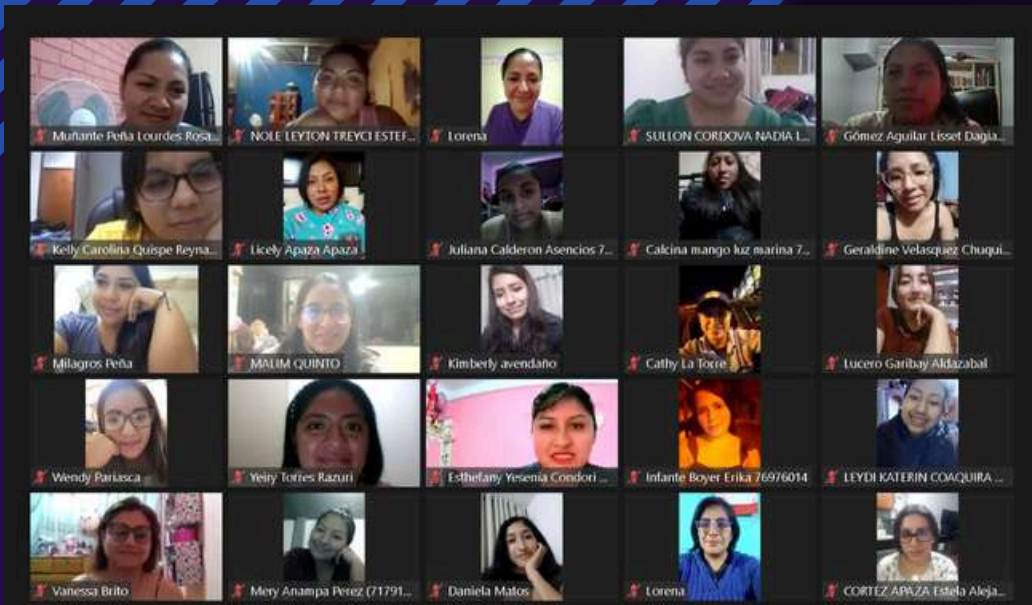 Muñante Peña Lourdes Rosa...
NOLE LEYTON TREYCI ESTEF...
Lorena
SULLON CORDOVA NADIA L...
Gómez Aguilar Lisset Dagia...
Kelly Carolina Quispe Reyna...
Licely Apaza Apaza
Juliana Calderon Asencios 7...
Calcina mango luz marina 7...
Geraldine Velasquez Chuqui...
Milagros Peña
MALIM QUINTO
Kimberly avendaño
Cathy La Torre
Lucero Garibay Aldazabal
Wendy Pariasca
Yeiry Torres Razuri
Esthefany Yesenia Condori ...
Infante Boyer Erika 76976014
LEYDI KATERIN COAQUIRA ...
Vanessa Brito
Mery Anampa Perez (71791...
Daniela Matos
Lorena
CORTEZ APAZA Estela Aleja...